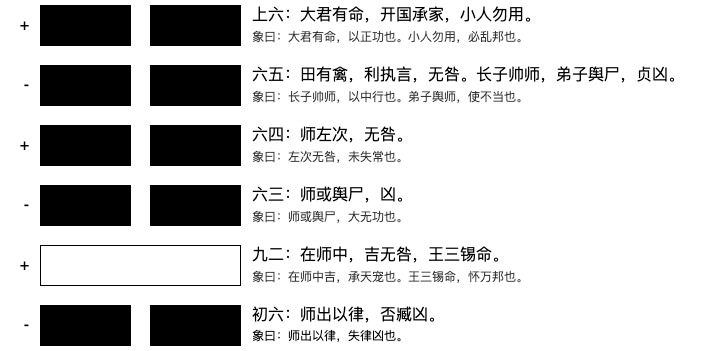 + 上六：大君有命，开国承家，小人勿用。
象曰：大君有命，以正功也。小人勿用，必乱邦也。
- 六五：田有禽，利执言，无咎。长子帅师，弟子舆尸，贞凶。
象曰：长子帅师，以中行也。弟子舆师，使不当也。
+ 六四：师左次，无咎。
象曰：左次无咎，未失常也。
- 六三：师或舆尸，凶。
象曰：师或舆尸，大无功也。
+ 九二：在师中，吉无咎，王三锡命。
象曰：在师中吉，承天宠也。王三锡命，怀万邦也。
- 初六：师出以律，否臧凶。
象曰：师出以律，失律凶也。